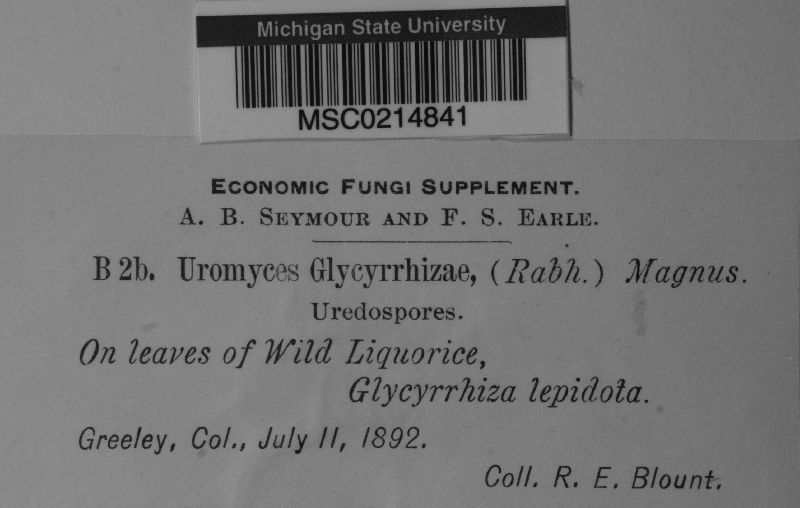 Michigan State University
MSC0214841
ECONOMIC FUNGI SUPPLEMENT.
A. B. SEYMOUR AND F. S. EARLE.
B 2b. Uromyces Glycyrrhizae, (Rabh.) Magnus.
Uredospores.
On leaves of Wild Liquorice,
Glycyrrhiza lepidota.
Greeley, Col., July 11, 1892.
Coll. R. E. Blount.